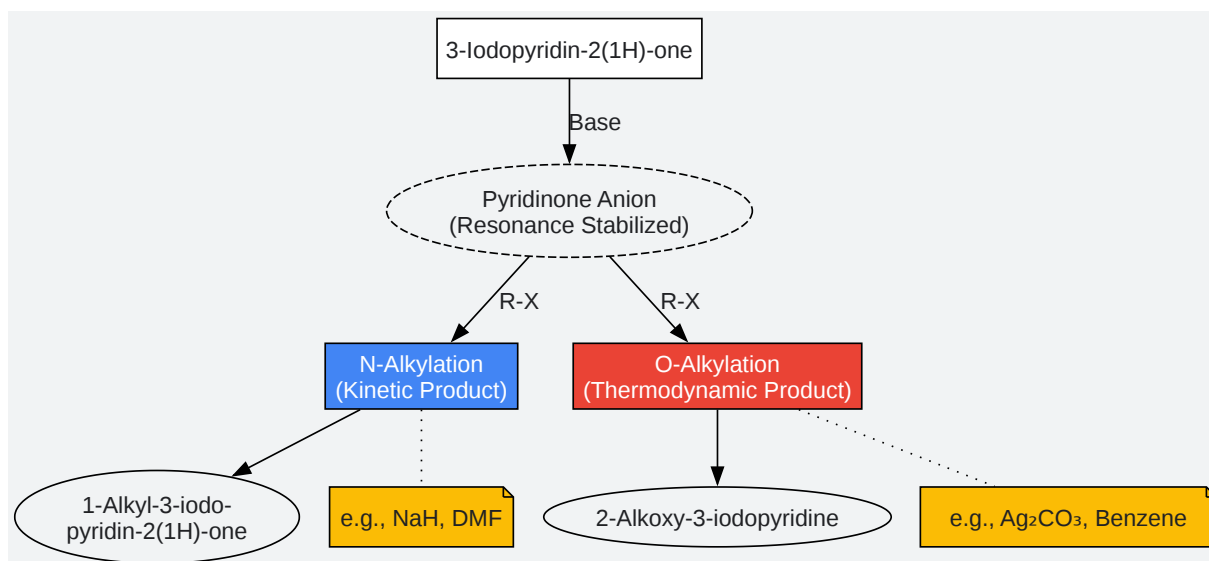 3-Iodopyridin-2(1H)-one
Base
Pyridinone Anion
(Resonance Stabilized)
R-X
R-X
N-Alkylation
(Kinetic Product)
O-Alkylation
(Thermodynamic Product)
1-Alkyl-3-iodo-
pyridin-2(1H)-one
e.g., NaH, DMF
2-Alkoxy-3-iodopyridine
e.g., Ag₂CO₃, Benzene